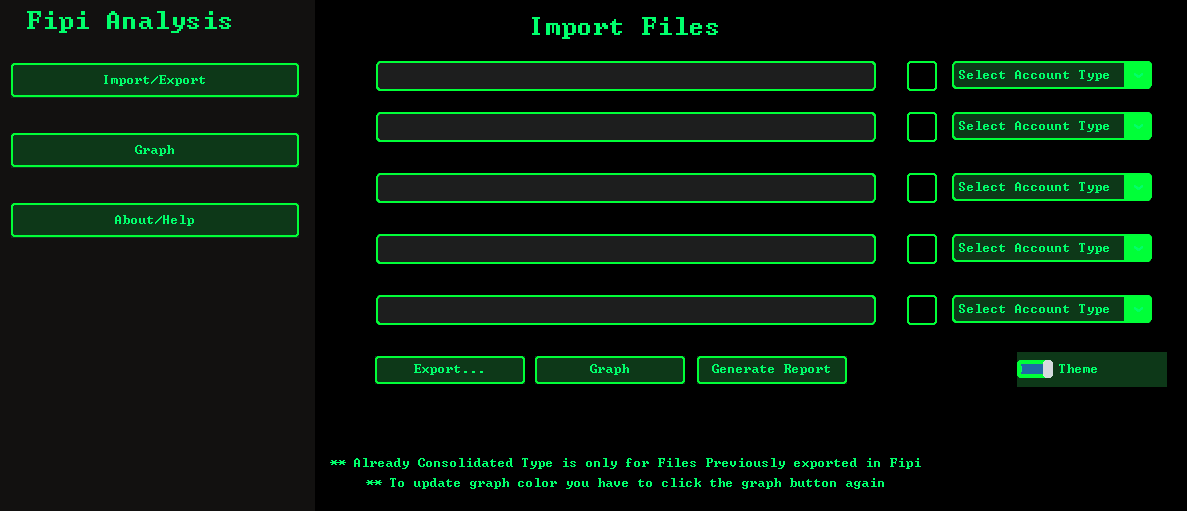 Fipi Analysis
Import/Export
Graph
About/Help
Import Files
Select Account Type
Select Account Type
Select Account Type
Select Account Type
Select Account Type
Export...
Graph
Generate Report
Theme
** Already Consolidated Type is only for Files Previously exported in Fipi
** To update graph color you have to click the graph button again